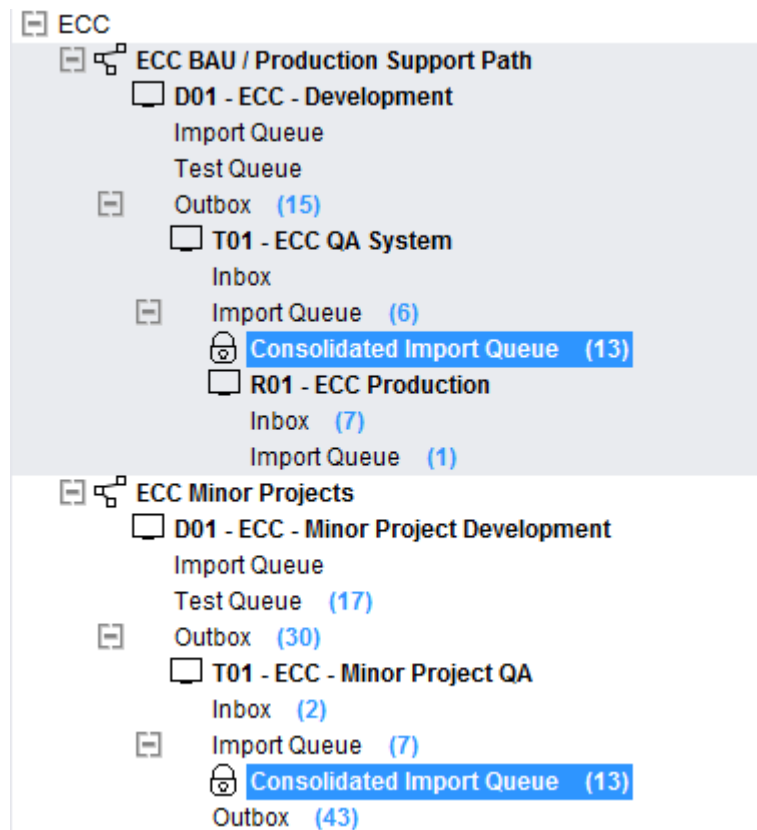 ECC
ECC BAU / Production Support Path
D01 - ECC - Development
Import Queue
Test Queue
Outbox (15)
T01 - ECC QA System
Inbox
Import Queue (6)
Consolidated Import Queue (13)
R01 - ECC Production
Inbox (7)
Import Queue (1)
ECC Minor Projects
D01 - ECC - Minor Project Development
Import Queue
Test Queue (17)
Outbox (30)
T01 - ECC - Minor Project QA
Inbox (2)
Import Queue (7)
Consolidated Import Queue (13)
Outbox (43)